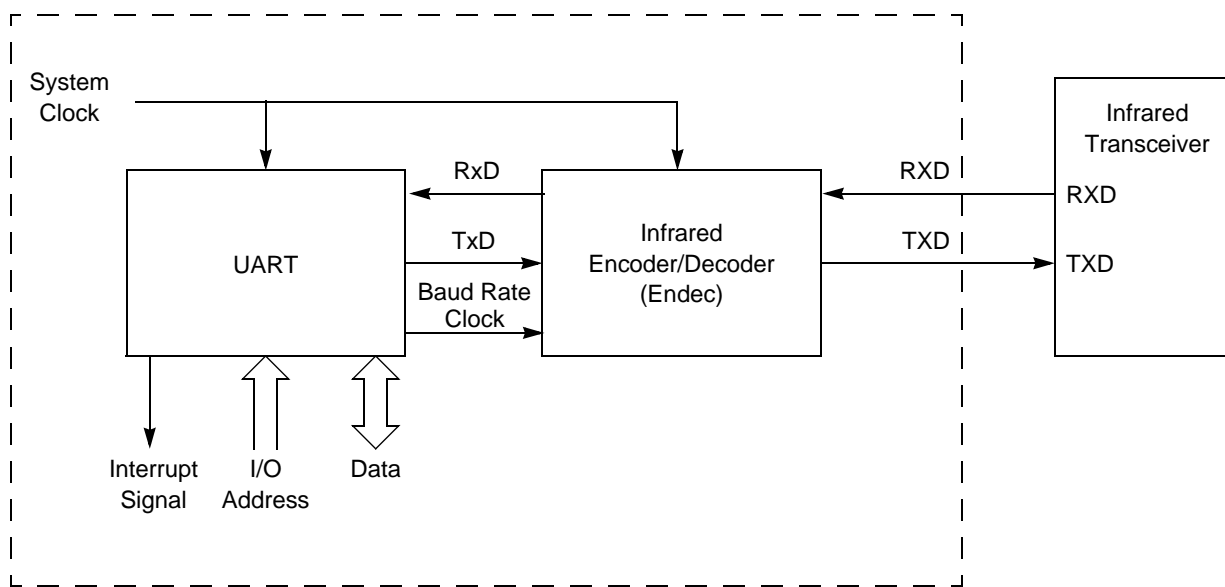 System
Clock
Infrared
Transceiver
RxD
RXD
RXD
UART
TxD
Infrared
Encoder/Decoder
(Endec)
TXD
TXD
Baud Rate
Clock
Interrupt
Signal
I/O
Address
Data